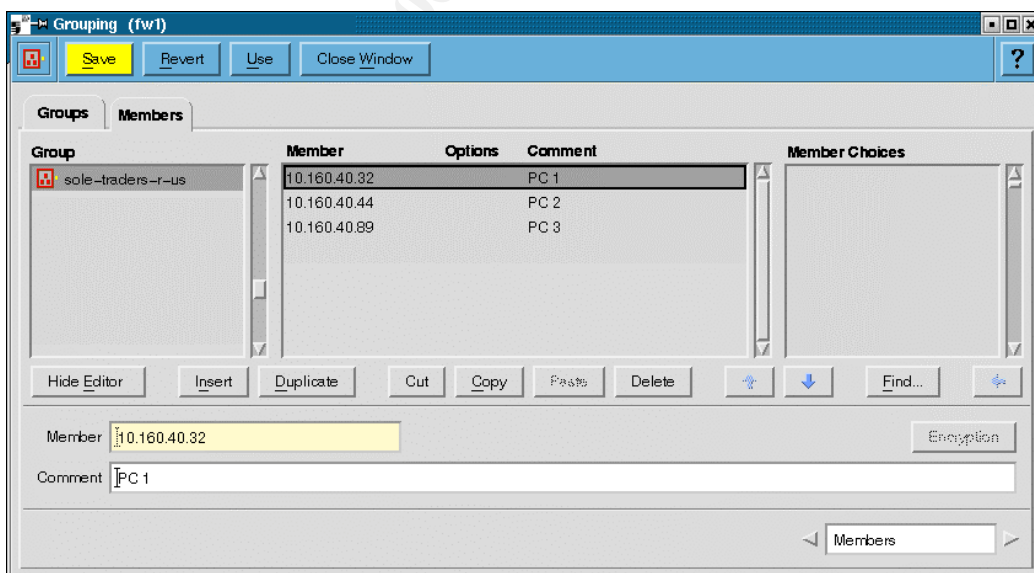 Grouping (fw1)
Save Revert Use Close Window ?
Groups Members
Group Member Options Comment Member Choices
sole-traders-r-us 10.160.40.32 PC 1
10.160.40.44 PC 2
10.160.40.89 PC 3
Hide Editor Insert Duplicate Cut Copy Paste Delete Find...
Member 10.160.40.32 Encryption
Comment PC 1
Members